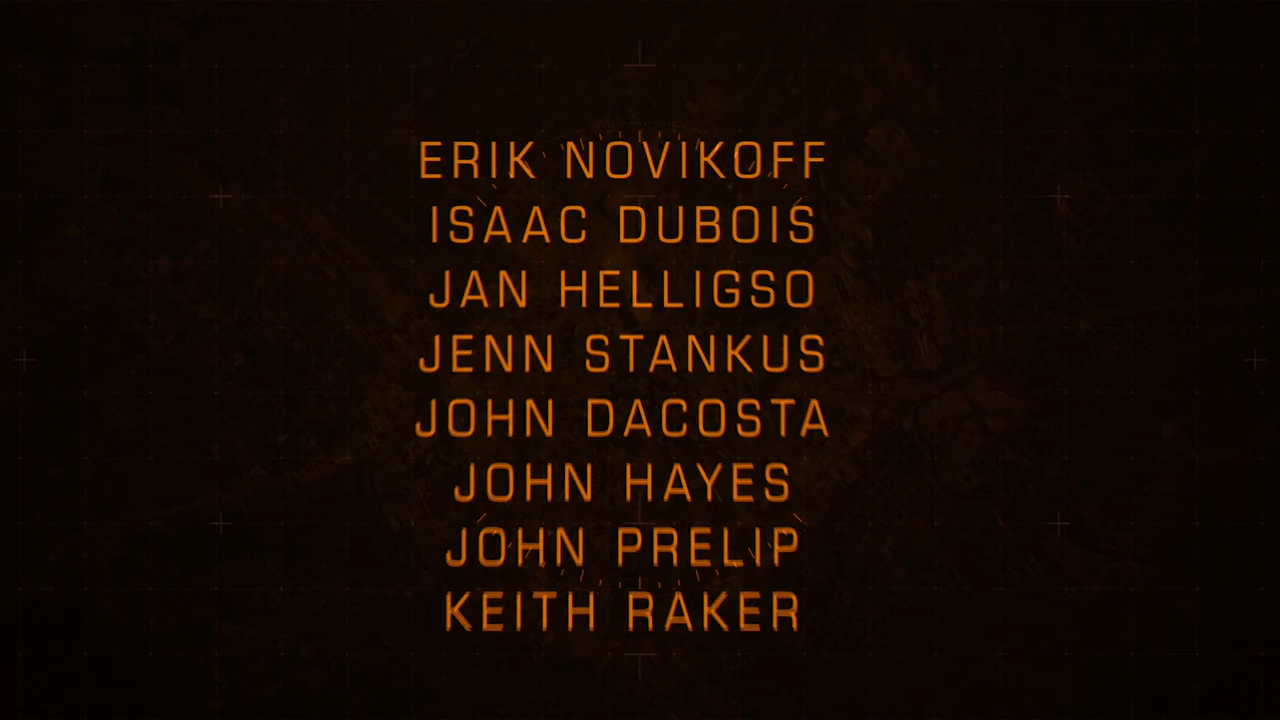 ERIK NOVIKOFF
ISAAC DUBOIS
JAN HELLIGSO
JENN STANKUS
JOHN DACOSTA
JOHN HAYES
JOHN PRELIP
KEITH RAKER